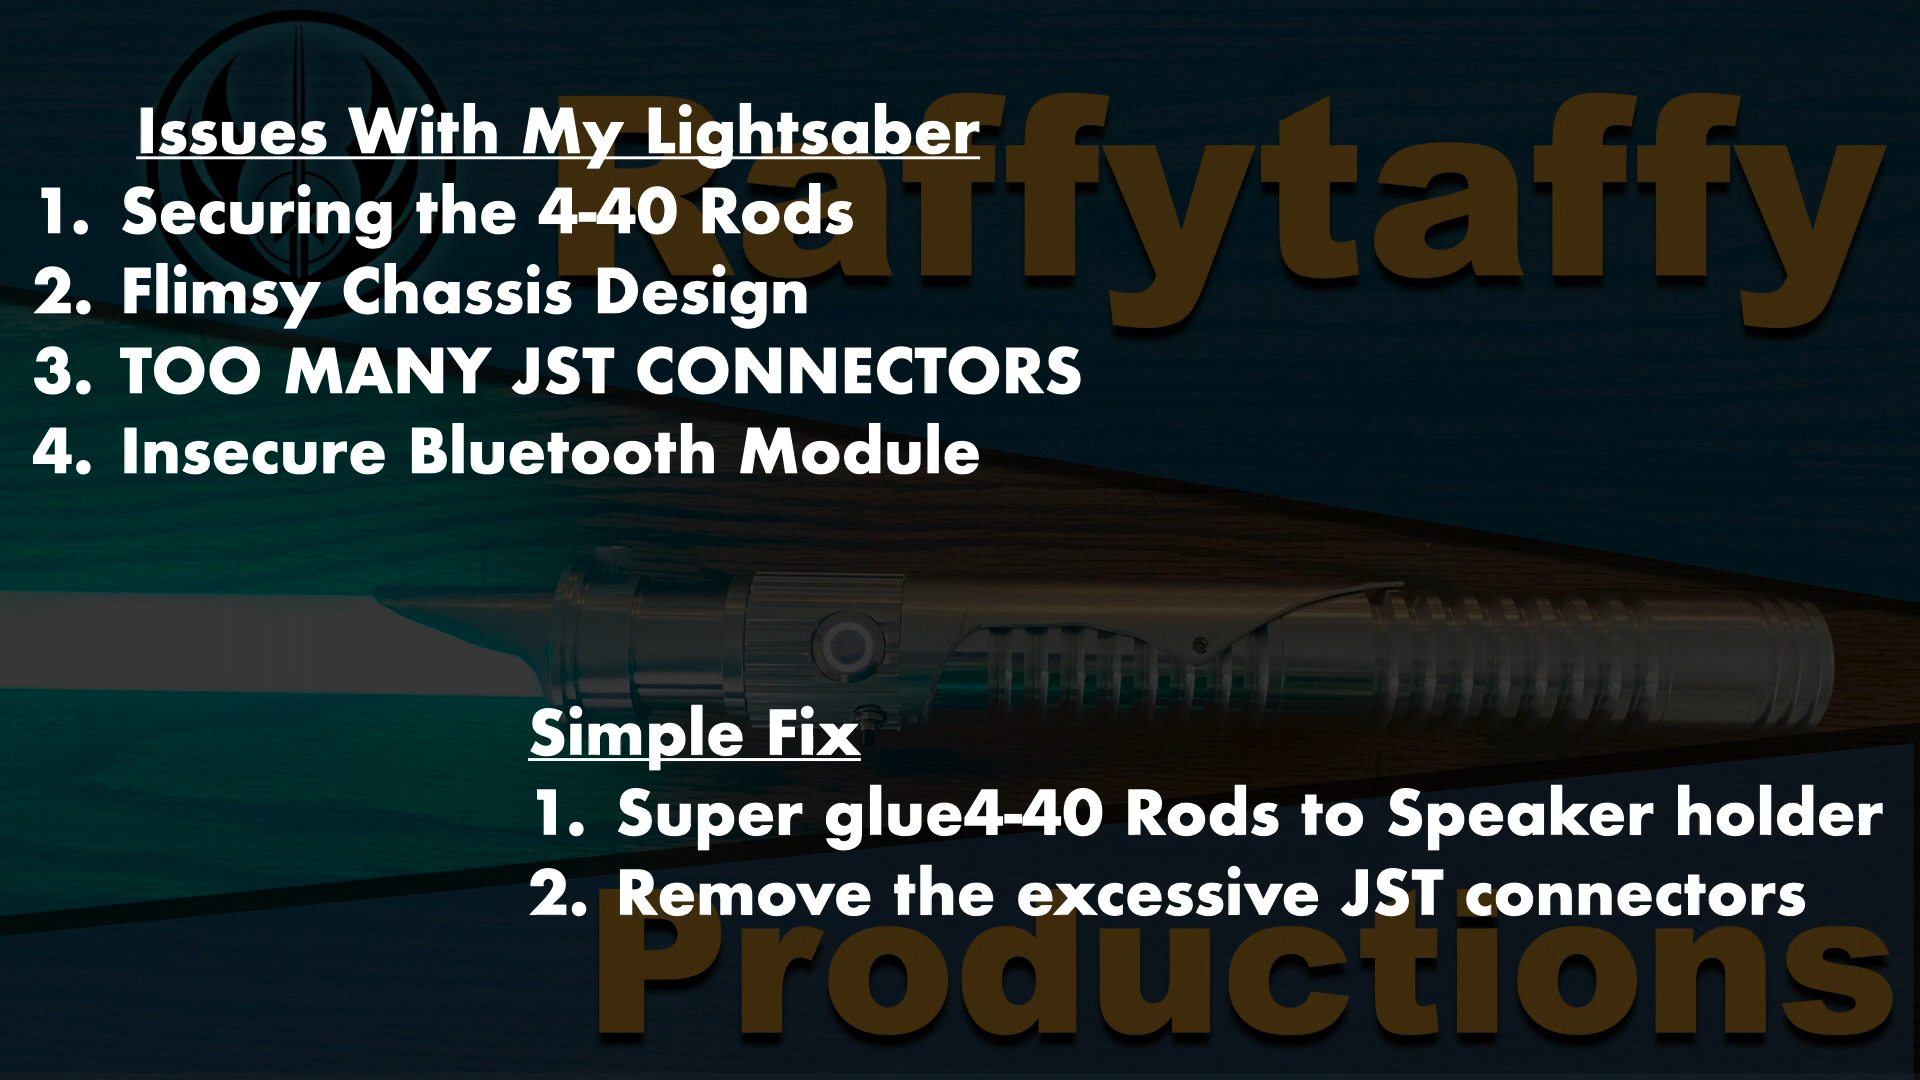 Raffytaffy
Issues With My Lightsaber
1. Securing the 4-40 Rods
2. Flimsy Chassis Design
3. TOO MANY JST CONNECTORS
4. Insecure Bluetooth Module
Simple Fix
1. Super glue4-40 Rods to Speaker holder
2. Remove the excessive JST connectors
Productions